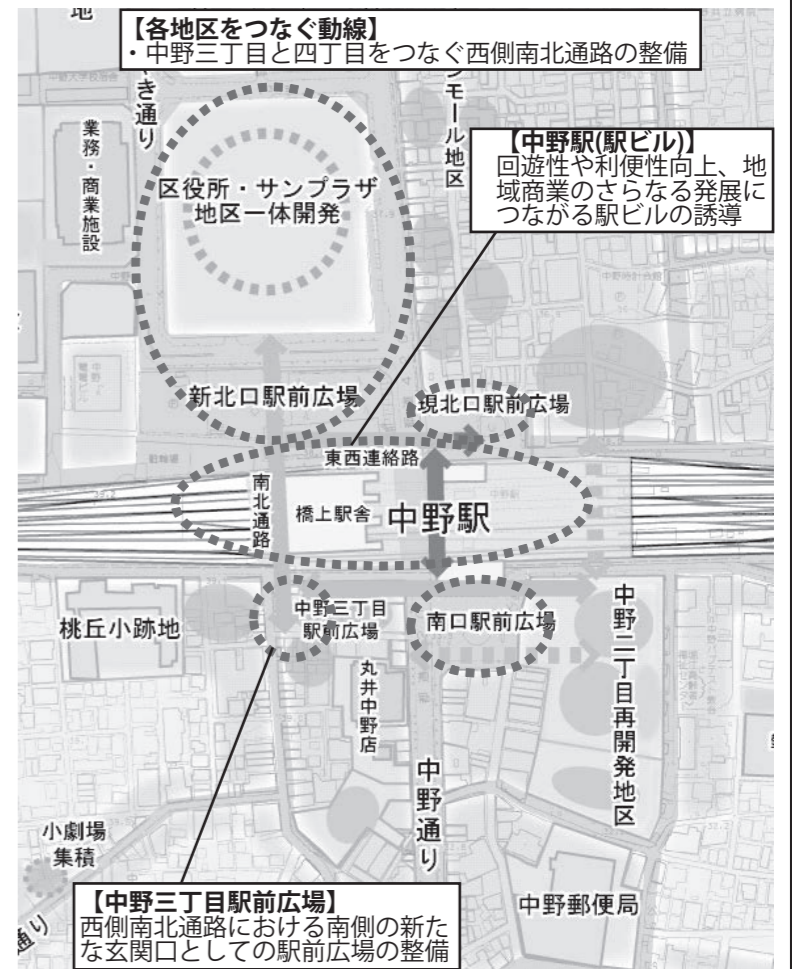 地
【各地区をつなぐ動線】
・中野三丁目と四丁目をつなぐ西側南北通路の整備
中野大学校宿舎
やき通り
ンモール地区
業務・商業施設
【中野駅(駅ビル)】
回遊性や利便性向上、地
域商業のさらなる発展に
つながる駅ビルの誘導
区役所・サンプラザ
地区一体開発
新北口駅前広場
現北口駅前広場
東西連絡路
南北通路
橋上駅舎
中野駅
中野三丁目
駅前広場
南口駅前広場
桃丘小跡地
丸井中野店
中野二丁目再開発地区
中野通り
小劇場
集積
【中野三丁目駅前広場】
西側南北通路における南側の新た
な玄関口としての駅前広場の整備
中野郵便局
通り